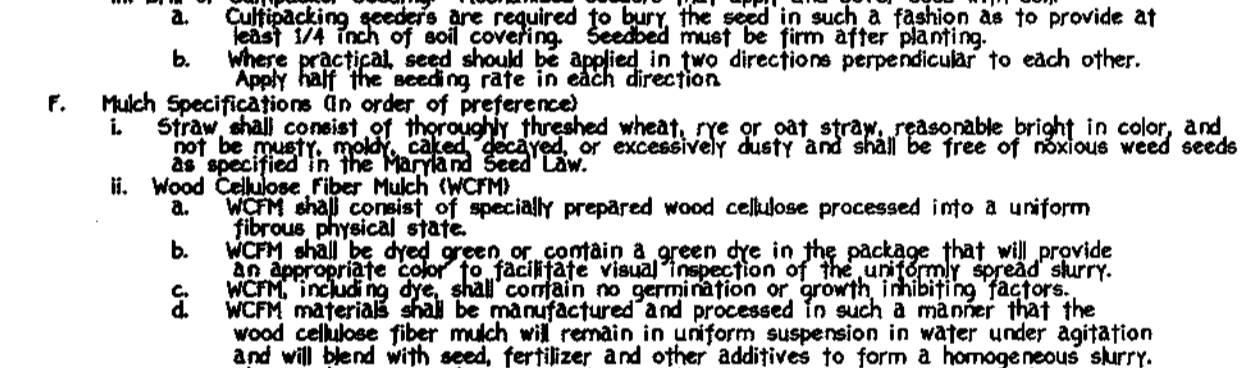 a. Cultipacking seeders are required to bury the seed in such a fashion as to provide at
least 1/4 inch of soil covering. Seedbed must be firm after planting.
b. Where practical, seed should be applied in two directions perpendicular to each other.
Apply half the seeding rate in each direction
F. Mulch Specifications (In order of preference)
i. Straw shall consist of thoroughly threshed wheat, rye or oat straw, reasonable bright in color, and
not be musty, moldy, caked, decayed, or excessively dusty and shall be free of noxious weed seeds
as specified in the Maryland Seed Law.
ii. Wood Cellulose Fiber Mulch (WCFM)
a. WCFM shall consist of specially prepared wood cellulose processed into a uniform
fibrous physical state.
b. WCFM shall be dyed green or contain a green dye in the package that will provide
an appropriate color to facilitate visual inspection of the uniformly spread slurry.
c. WCFM, including dye, shall contain no germination or growth inhibiting factors.
d. WCFM materials shall be manufactured and processed in such a manner that the
wood cellulose fiber mulch will remain in uniform suspension in water under agitation
and will blend with seed, fertilizer and other additives to form a homogeneous slurry.